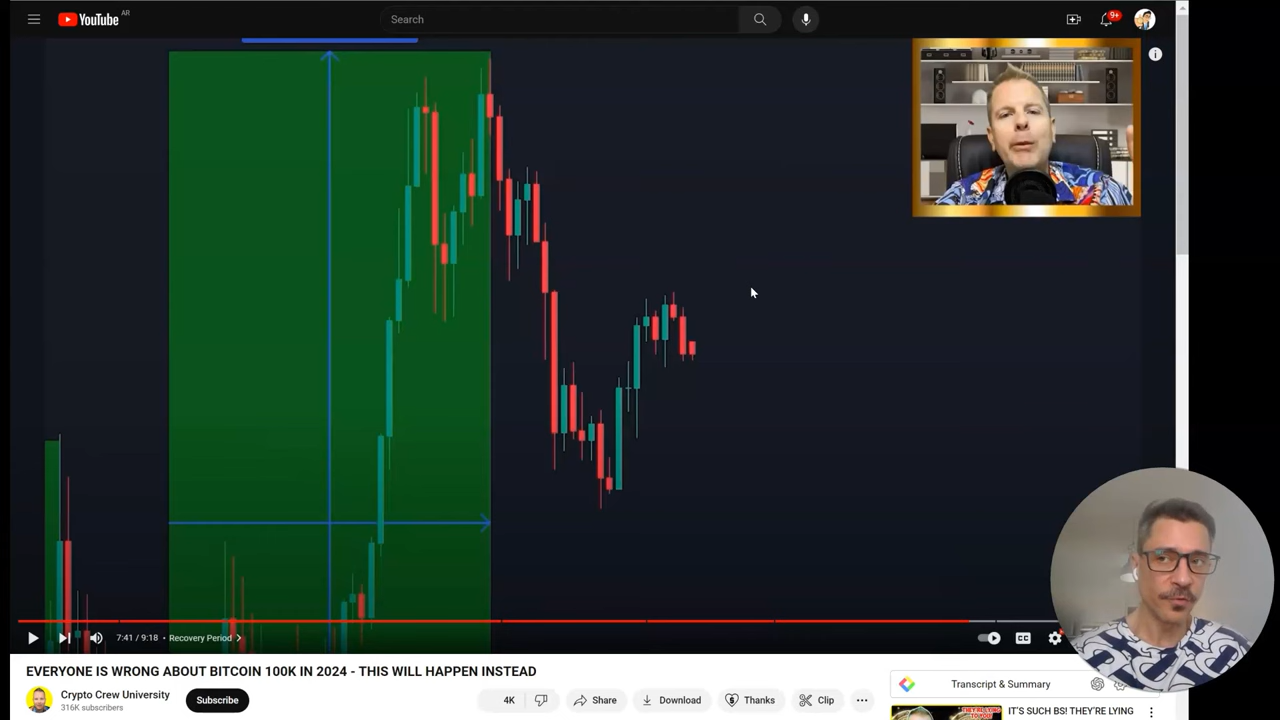 YouTube AR
Search
9+
7:41 / 9:18 • Recovery Period
CC
EVERYONE IS WRONG ABOUT BITCOIN 100K IN 2024 - THIS WILL HAPPEN INSTEAD
Crypto Crew University
316K subscribers
Subscribe
4K
Share
Download
Thanks
Clip
Transcript & Summary
IT'S SUCH BS! THEY'RE LYING